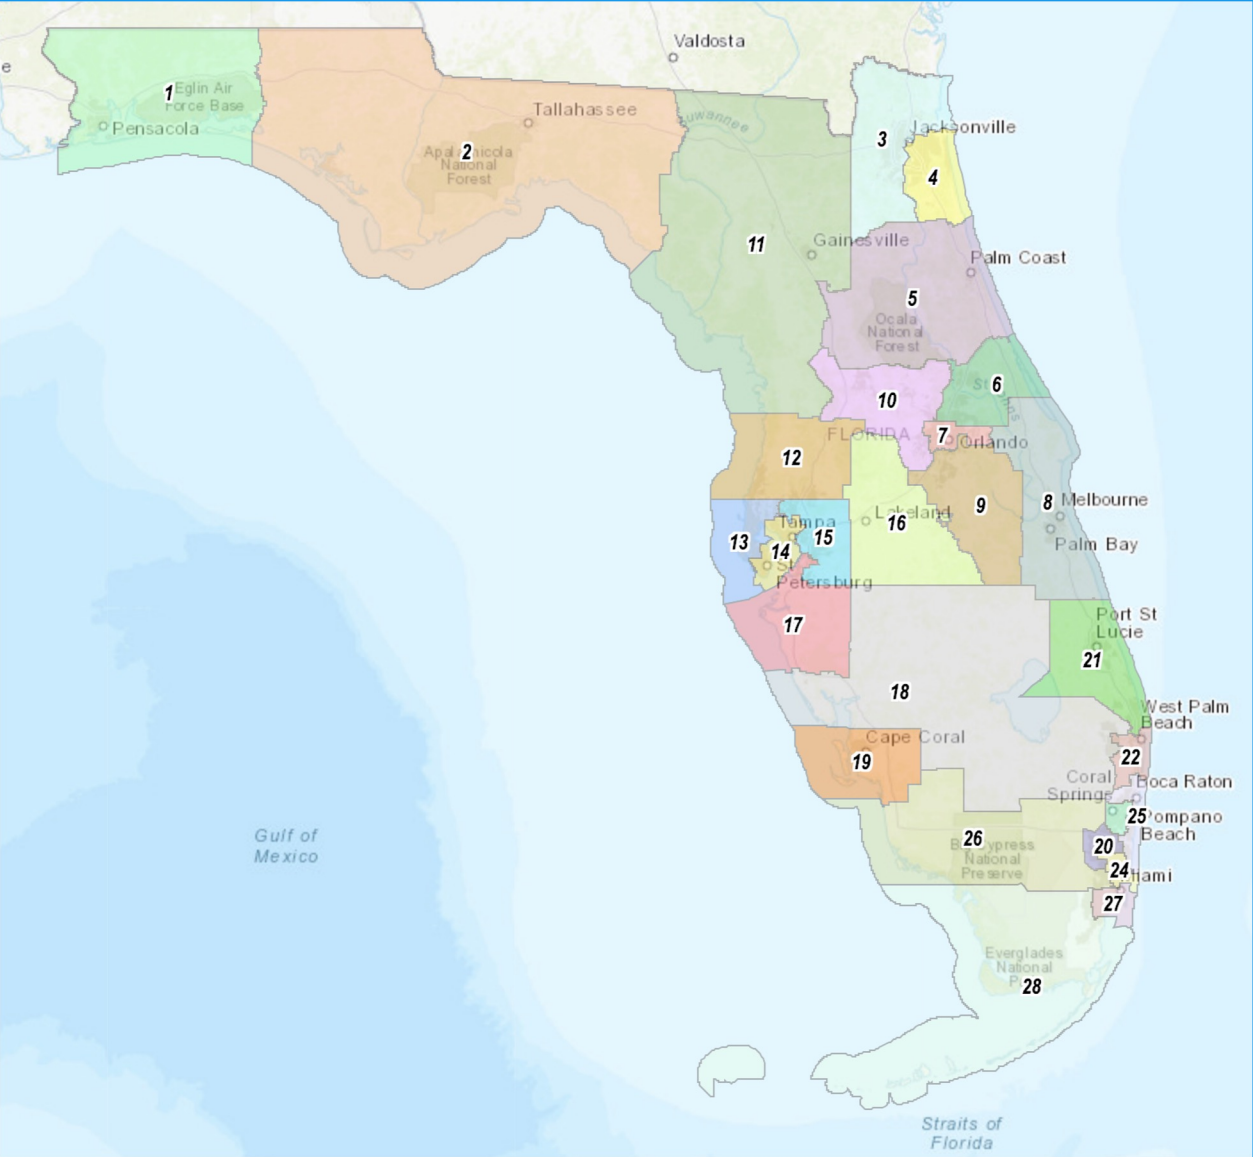 Valdosta
e
1
Eglin Air
Force Base
Pensacola
Tallahassee
2
Apalachicola
National
Forest
Suwannee
3
Jacksonville
4
11
Gainesville
Palm Coast
5
Ocala
National
Forest
6
10
FLORIDA
7
Orlando
12
9
8
Melbourne
Palm Bay
Lakeland
16
Tampa
13
14
15
St
Petersburg
17
Port St
Lucie
21
18
West Palm
Beach
Cape Coral
19
22
Coral
Springs
Boca Raton
25
Pompano
Beach
Gulf of
Mexico
26
Big Cypress
National
Preserve
20
24
Miami
27
Everglades
National
Park
28
Straits of
Florida